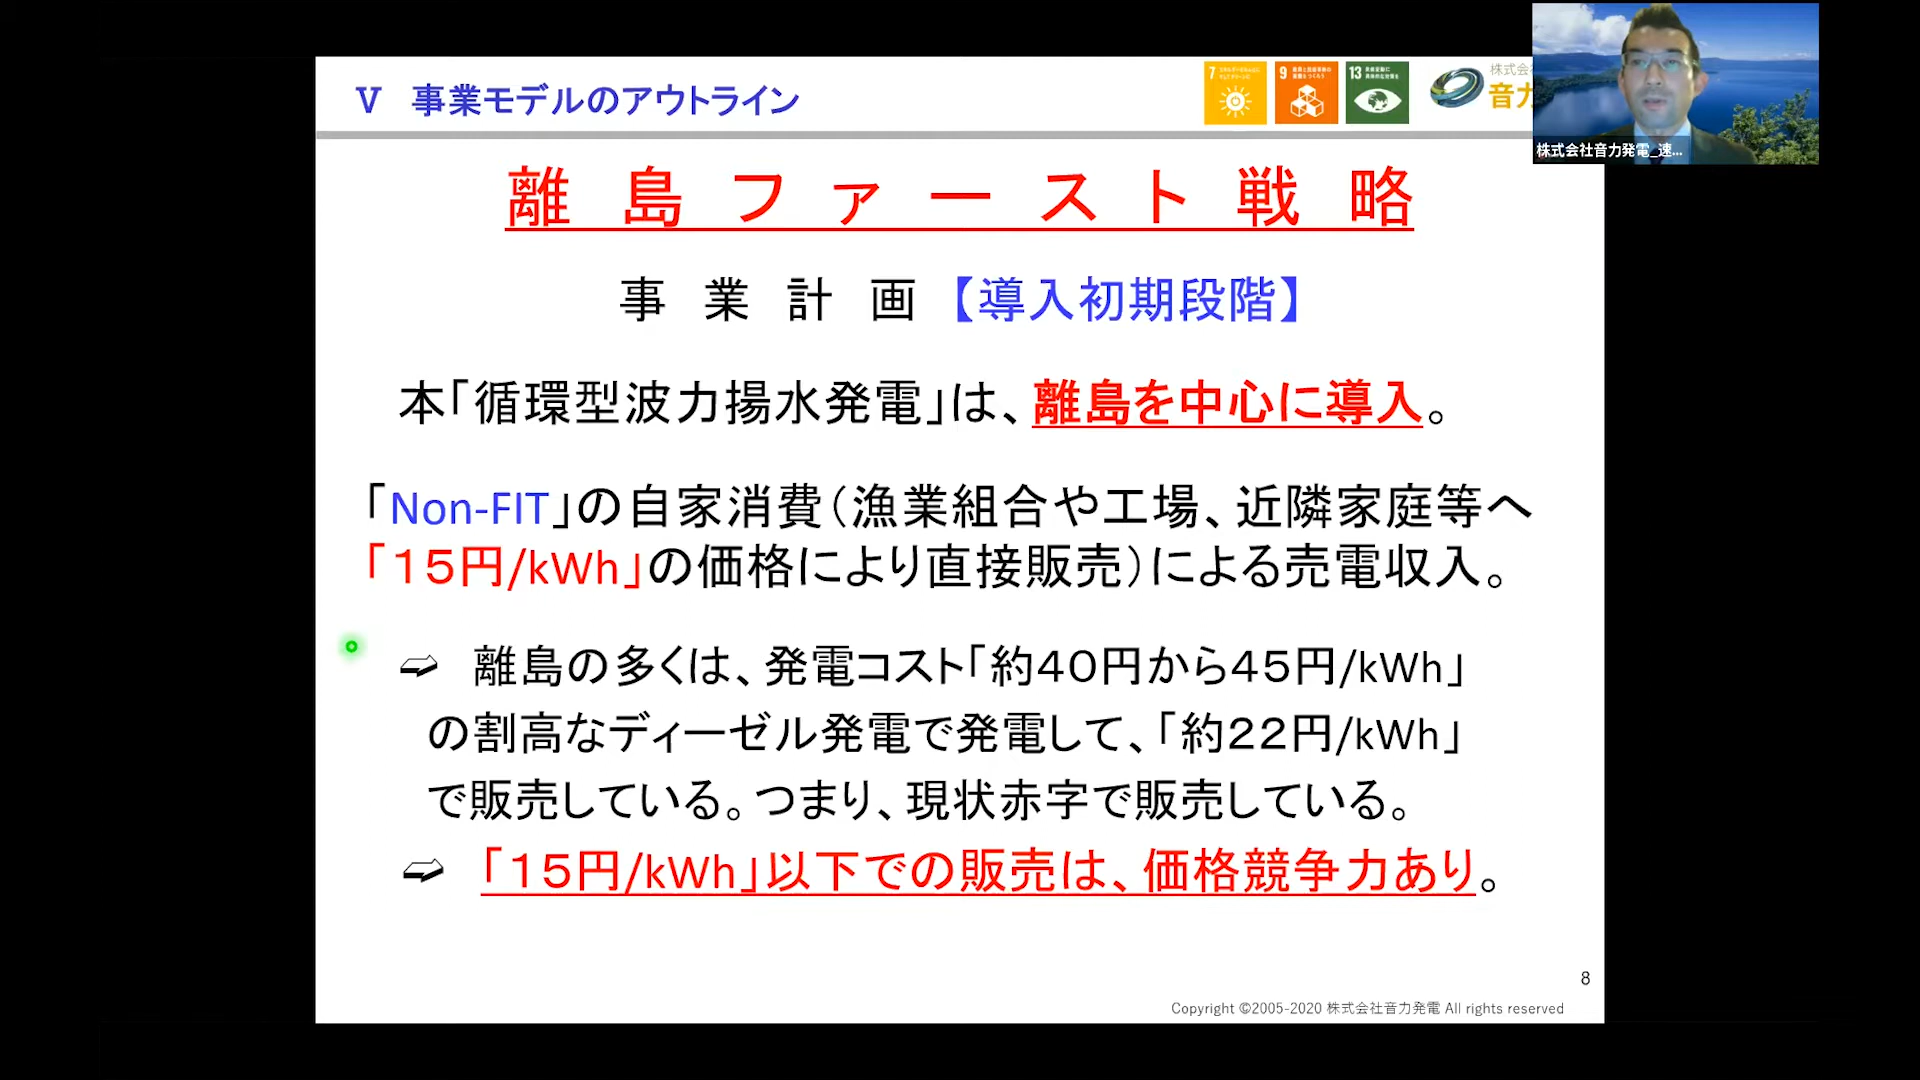 Ⅴ 事業モデルのアウトライン
7
9
13
株式会
音力
株式会社音力発電_速...
離島ファースト戦略
事業計画【導入初期段階】
本「循環型波力揚水発電」は、離島を中心に導入。
「Non-FIT」の自家消費（漁業組合や工場、近隣家庭等へ
「１５円/kWh」の価格により直接販売）による売電収入。
➪ 離島の多くは、発電コスト「約４０円から４５円/kWh」
の割高なディーゼル発電で発電して、「約２２円/kWh」
で販売している。つまり、現状赤字で販売している。
➪ 「１５円/kWh」以下での販売は、価格競争力あり。
8
Copyright ©2005-2020 株式会社音力発電 All rights reserved